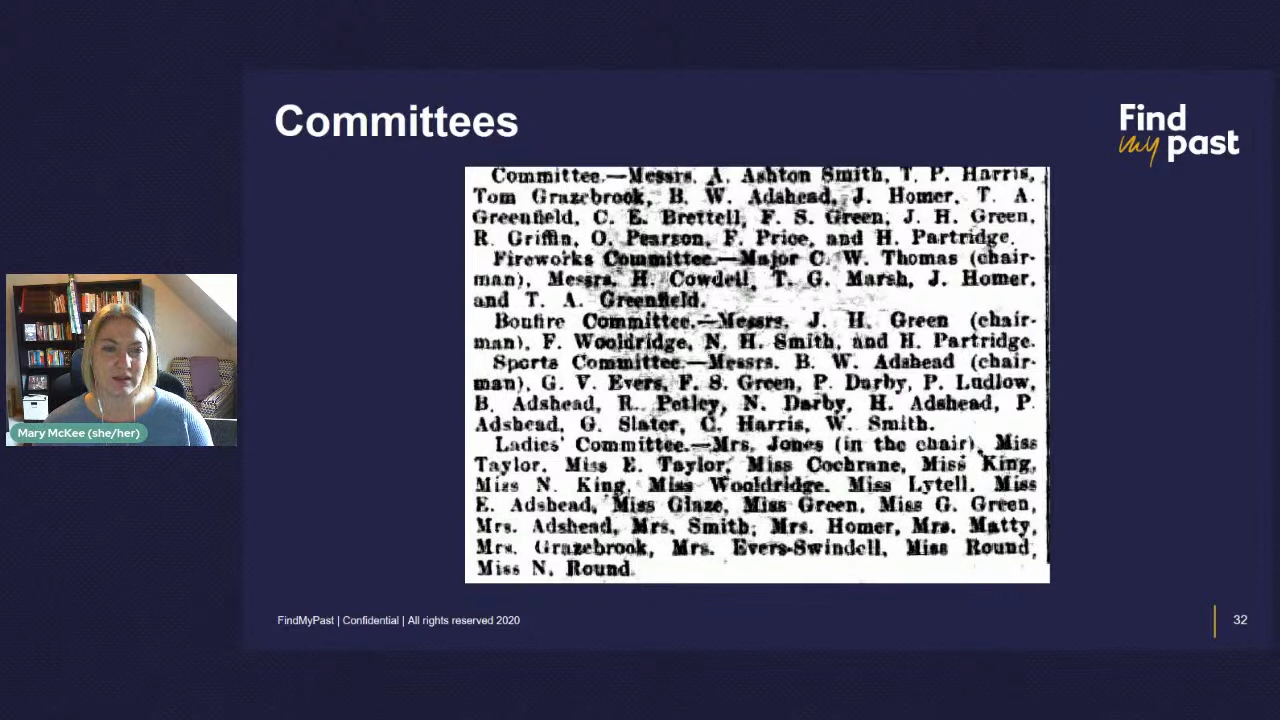 Committees
Find
my past
Committee.—Messrs. A. Ashton Smith, T. P. Harris,
Tom Grazebrook, B. W. Adshead, J. Homer, T. A.
Greenfield, C. E. Brettell, F. S. Green, J. H. Green,
R. Griffin, O. Pearson, F. Price, and H. Partridge.
Fireworks Committee.—Major C. W. Thomas (chair-
man), Messrs. H. Cowdell, T. G. Marsh, J. Homer,
and T. A. Greenfield.
Bonfire Committee.—Messrs. J. H. Green (chair-
man), F. Wooldridge, N. H. Smith, and H. Partridge.
Sports Committee.—Messrs. B. W. Adshead (chair-
man), G. V. Evers, F. S. Green, P. Darby, P. Ludlow,
B. Adshead, R. Petley, N. Darby, H. Adshead, P.
Adshead, G. Slater, C. Harris, W. Smith.
Ladies' Committee.—Mrs. Jones (in the chair), Miss
Taylor, Miss E. Taylor, Miss Cochrane, Miss King,
Miss N. King, Miss Wooldridge, Miss Lytell, Miss
E. Adshead, Miss Glaze, Miss Green, Miss G. Green,
Mrs. Adshead, Mrs. Smith, Mrs. Homer, Mrs. Matty,
Mrs. Grazebrook, Mrs. Evers-Swindell, Miss Round,
Miss N. Round
Mary McKee (she/her)
FindMyPast | Confidential | All rights reserved 2020
32